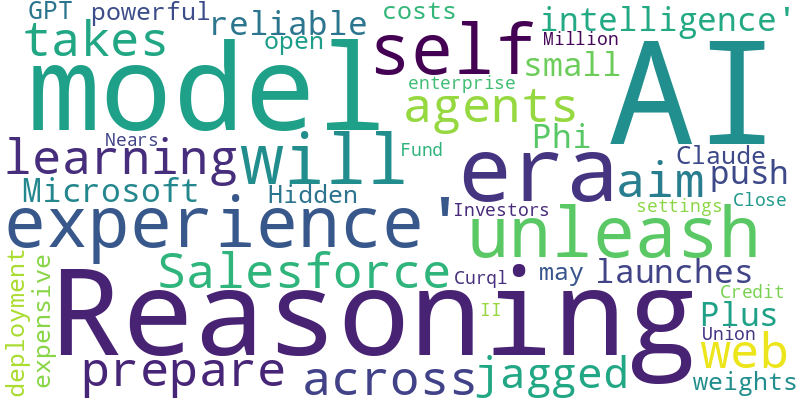 GPT powerful costs intelligence'
takes reliable open self Million
model small AI
enterprise
agents
Nears Phi
learning will Fund era Claude
aim push
Microsoft Hidden
experience' Investors settings Close
unleash
Salesforce Curql may launches
deployment expensive Reasoning II Credit
Plus
Union
prepare across jagged web
weights